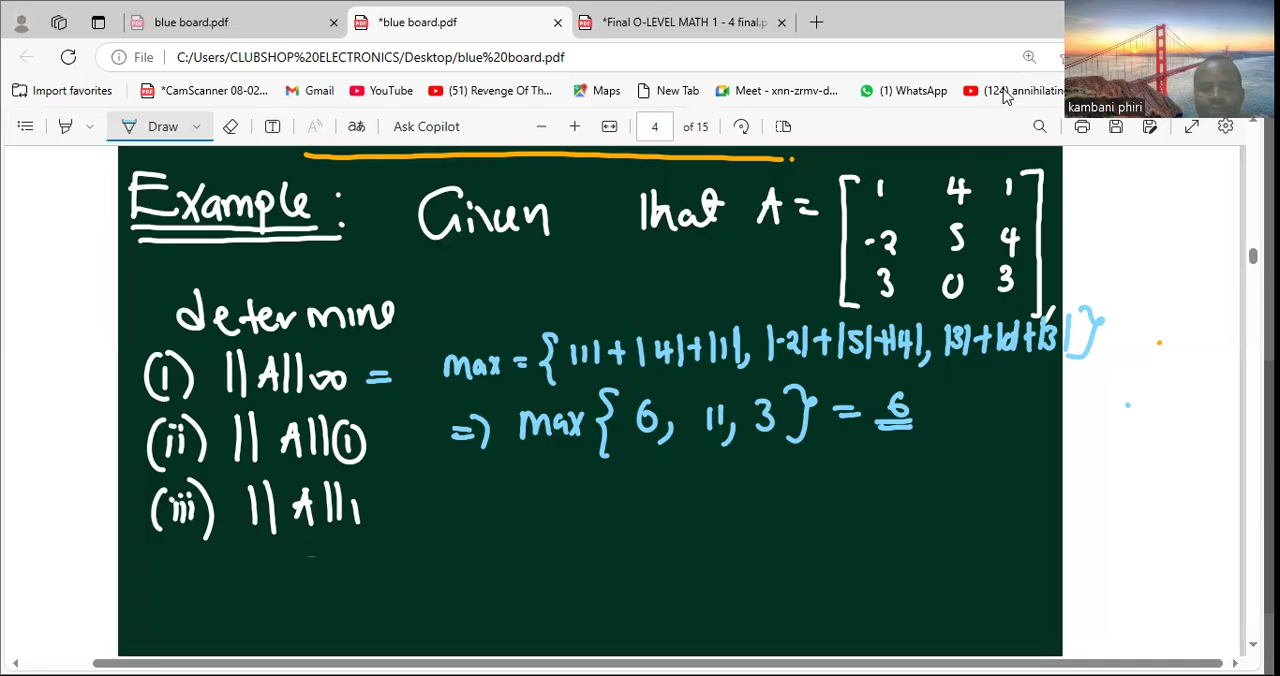 blue board.pdf
*blue board.pdf
*Final O-LEVEL MATH 1 - 4 final.p
File C:/Users/CLUBSHOP%20ELECTRONICS/Desktop/blue%20board.pdf
Import favorites
*CamScanner 08-02...
Gmail
YouTube
(51) Revenge Of Th...
Maps
New Tab
Meet - xnn-zrmv-d...
(1) WhatsApp
(124) annihilatin
kambani phiri
Draw
aあ
Ask Copilot
4 of 15
Example: Given that A = [ 1 4 1
-2 5 4
3 0 3 ]
determine
(i) ||A||∞ = max = { |1| + |4| + |1|, |-2| + |5| + |4|, |3| + |0| + |3| }
=> max { 6, 11, 3 } = 6
(ii) ||A||①
(iii) ||A||₁